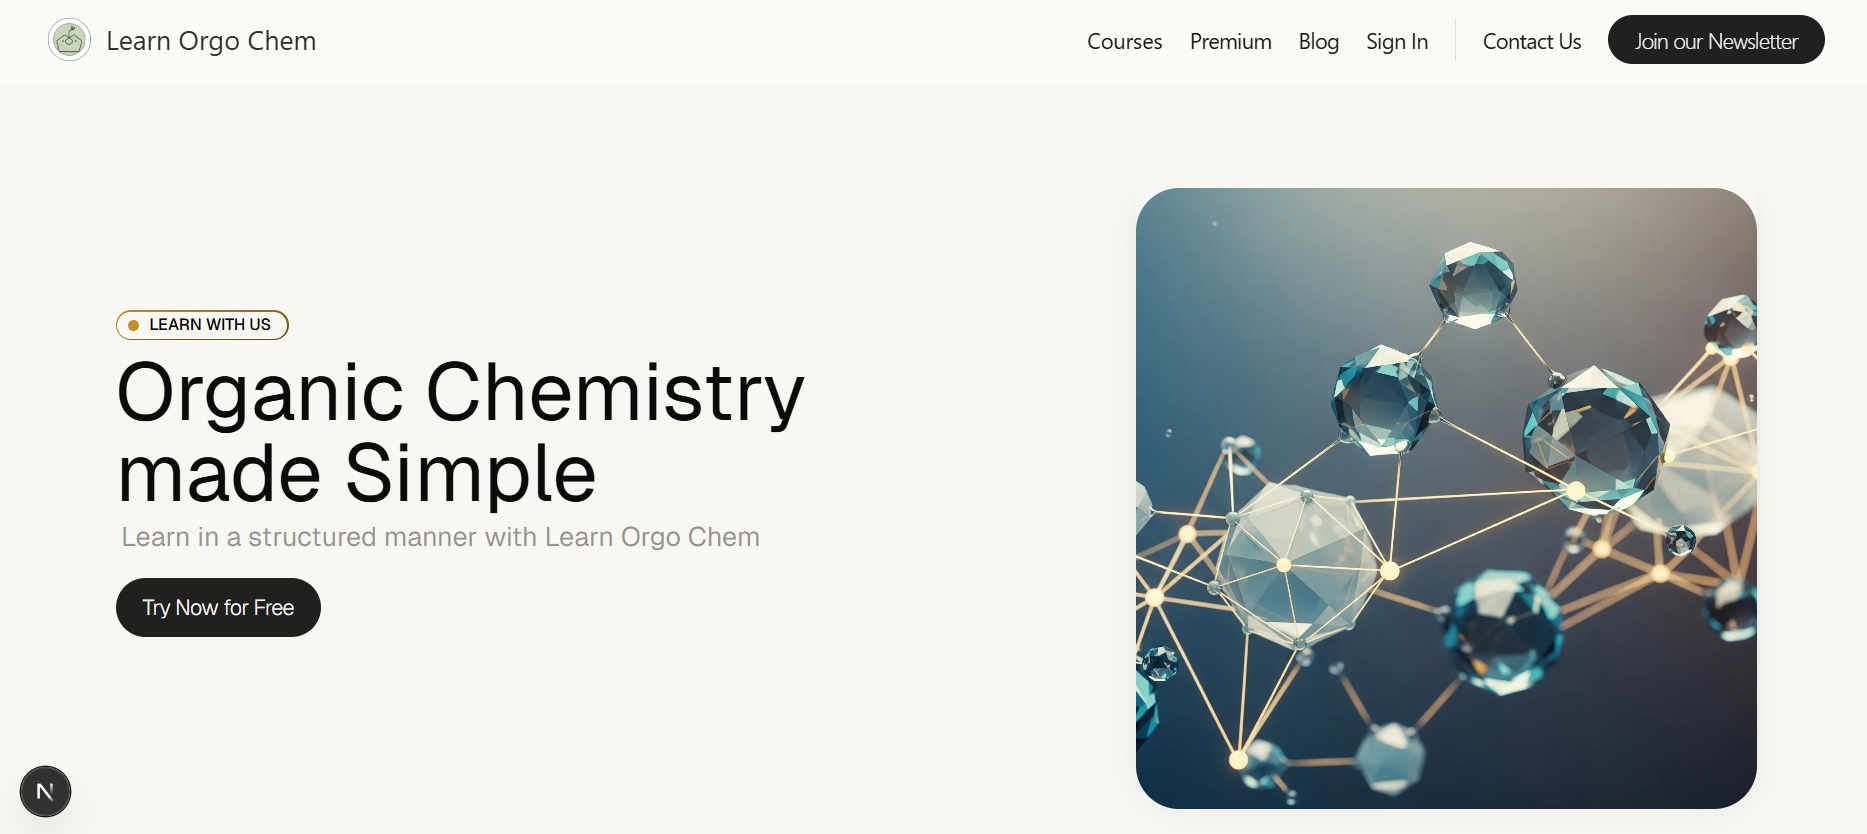 Learn Orgo Chem
Courses
Premium
Blog
Sign In
Contact Us
Join our Newsletter
LEARN WITH US
Organic Chemistry
made Simple
Learn in a structured manner with Learn Orgo Chem
Try Now for Free
N